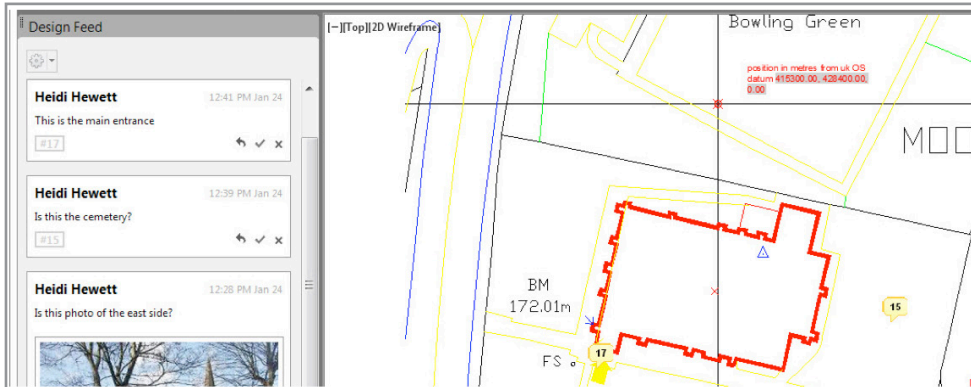 Design Feed
Heidi Hewett 12:41 PM Jan 24
This is the main entrance
#17
Heidi Hewett 12:39 PM Jan 24
Is this the cemetery?
#15
Heidi Hewett 12:28 PM Jan 24
Is this photo of the east side?
[−][Top][2D Wireframe]
Bowling Green
position in metres from uk OS
datum 415300.00, 428400.00,
0.00
BM
172.01m
15
17
FS